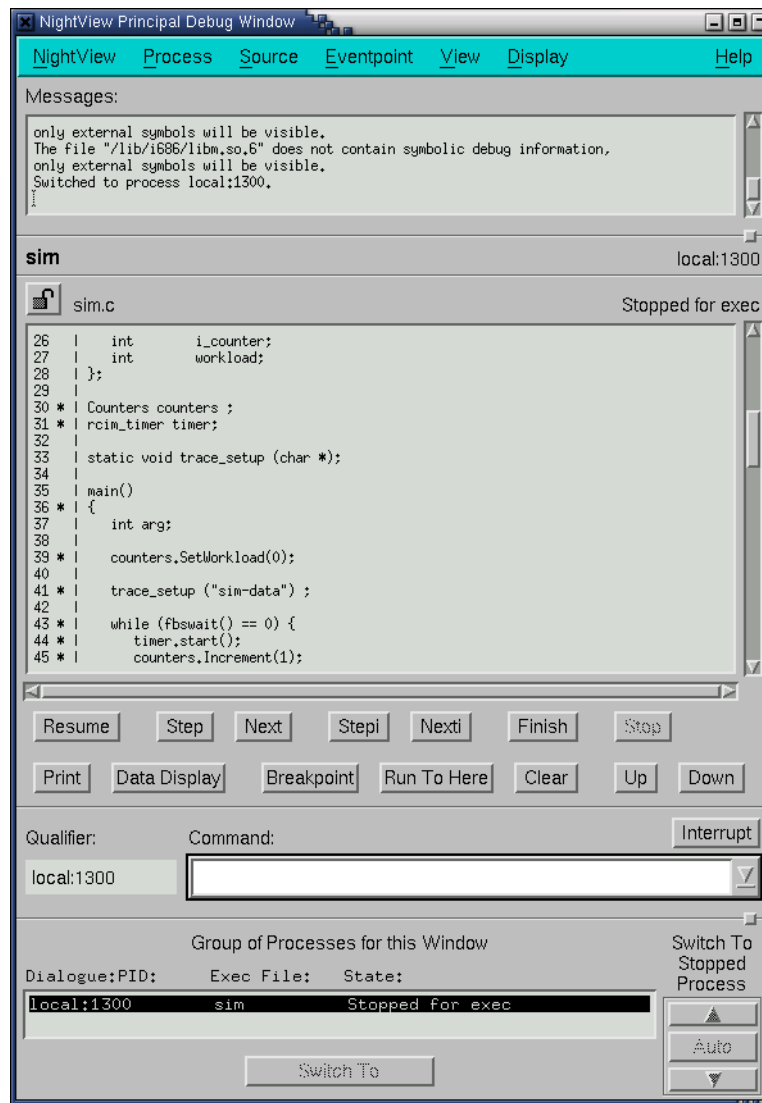 NightView Principal Debug Window
NightView Process Source Eventpoint View Display Help
Messages:
only external symbols will be visible.
The file "/lib/i686/libm.so.6" does not contain symbolic debug information,
only external symbols will be visible.
Switched to process local:1300.
sim local:1300
sim.c Stopped for exec
26 | int i_counter;
27 | int workload;
28 | };
29 |
30 * | Counters counters ;
31 * | rcim_timer timer;
32 |
33 | static void trace_setup (char *);
34 |
35 | main()
36 * | {
37 | int arg;
38 |
39 * | counters.SetWorkload(0);
40 |
41 * | trace_setup ("sim-data") ;
42 |
43 * | while (fbswait() == 0) {
44 * | timer.start();
45 * | counters.Increment(1);
Resume Step Next Stepi Nexti Finish Stop
Print Data Display Breakpoint Run To Here Clear Up Down
Qualifier: Command: Interrupt
local:1300
Group of Processes for this Window
Switch To
Stopped
Process
Dialogue:PID: Exec File: State:
local:1300 sim Stopped for exec
Auto
Switch To